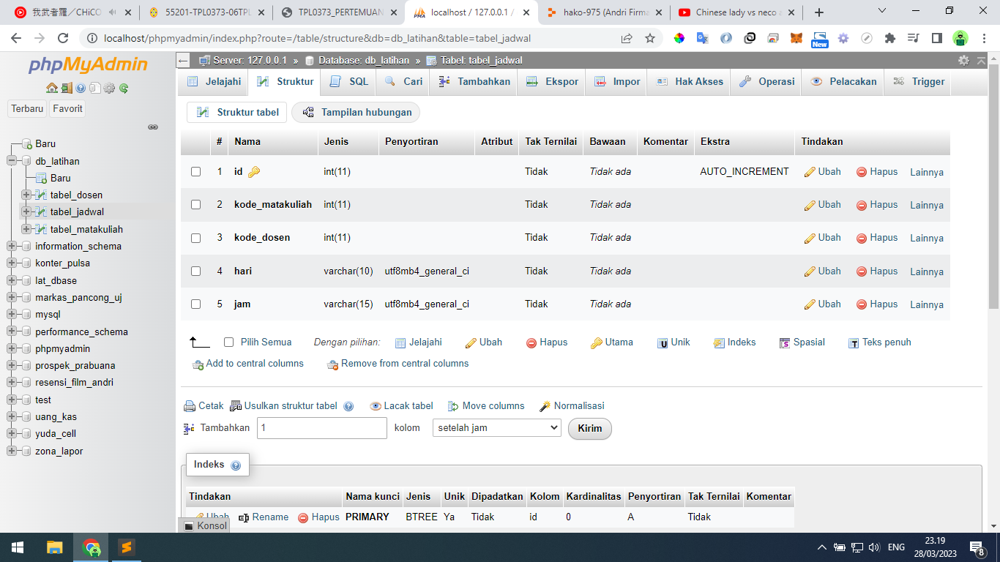 我武者羅／CHiCO
55201-TPL0373-06TPL
TPL0373_PERTEMUAN
localhost / 127.0.0.1 /
hako-975 (Andri Firma
Chinese lady vs neco a
localhost/phpmyadmin/index.php?route=/table/structure&db=db_latihan&table=tabel_jadwal
New
phpMyAdmin
Terbaru Favorit
Baru
db_latihan
Baru
tabel_dosen
tabel_jadwal
tabel_matakuliah
information_schema
konter_pulsa
lat_dbase
markas_pancong_uj
mysql
performance_schema
phpmyadmin
prospek_prabuana
resensi_film_andri
test
uang_kas
yuda_cell
zona_lapor
Server: 127.0.0.1 » Database: db_latihan » Tabel: tabel_jadwal
Jelajahi Struktur SQL Cari Tambahkan Ekspor Impor Hak Akses Operasi Pelacakan Trigger
Struktur tabel Tampilan hubungan
# Nama Jenis Penyortiran Atribut Tak Ternilai Bawaan Komentar Ekstra Tindakan
1 id int(11) Tidak Tidak ada AUTO_INCREMENT Ubah Hapus Lainnya
2 kode_matakuliah int(11) Tidak Tidak ada Ubah Hapus Lainnya
3 kode_dosen int(11) Tidak Tidak ada Ubah Hapus Lainnya
4 hari varchar(10) utf8mb4_general_ci Tidak Tidak ada Ubah Hapus Lainnya
5 jam varchar(15) utf8mb4_general_ci Tidak Tidak ada Ubah Hapus Lainnya
Pilih Semua Dengan pilihan: Jelajahi Ubah Hapus Utama Unik Indeks Spasial Teks penuh
Add to central columns Remove from central columns
Cetak Usulkan struktur tabel Lacak tabel Move columns Normalisasi
Tambahkan 1 kolom setelah jam Kirim
Indeks
Tindakan Nama kunci Jenis Unik Dipadatkan Kolom Kardinalitas Penyortiran Tak Ternilai Komentar
Ubah Rename Hapus PRIMARY BTREE Ya Tidak id 0 A Tidak
Konsol
ENG
23.19
28/03/2023
8